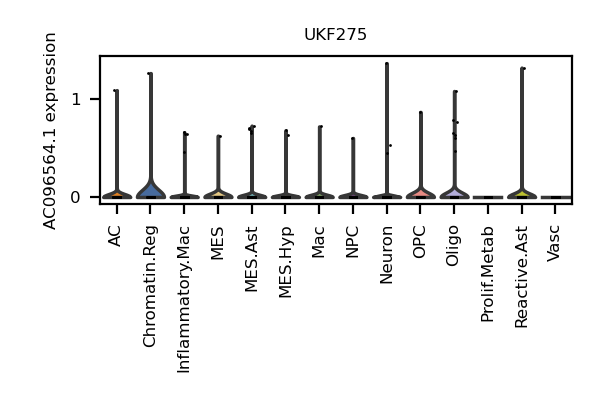 UKF275
AC096564.1 expression
1
0
AC
Chromatin.Reg
Inflammatory.Mac
MES
MES.Ast
MES.Hyp
Mac
NPC
Neuron
OPC
Oligo
Prolif.Metab
Reactive.Ast
Vasc